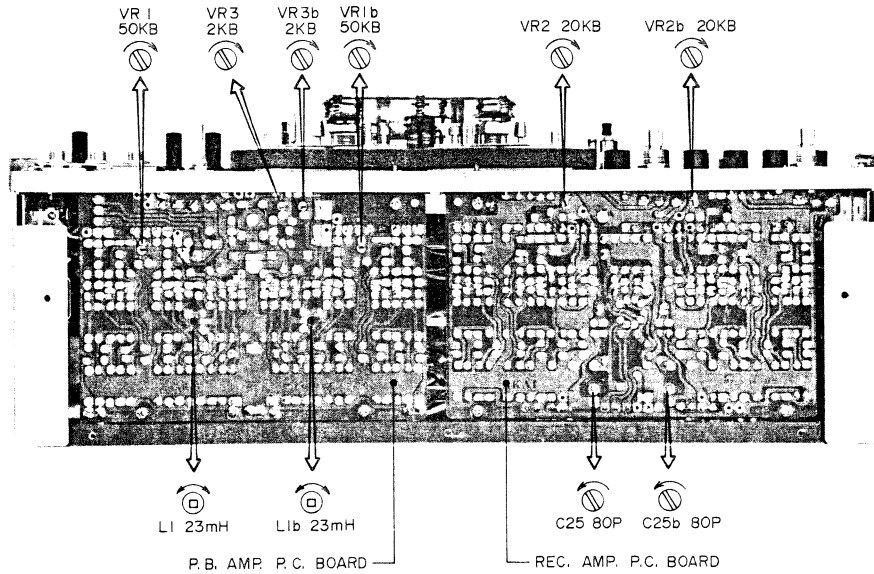 VR1
50KB
VR3
2KB
VR3b
2KB
VR1b
50KB
VR2 20KB
VR2b 20KB
L1 23mH
L1b 23mH
C25 80P
C25b 80P
P.B. AMP. P.C. BOARD
REC. AMP. P.C. BOARD